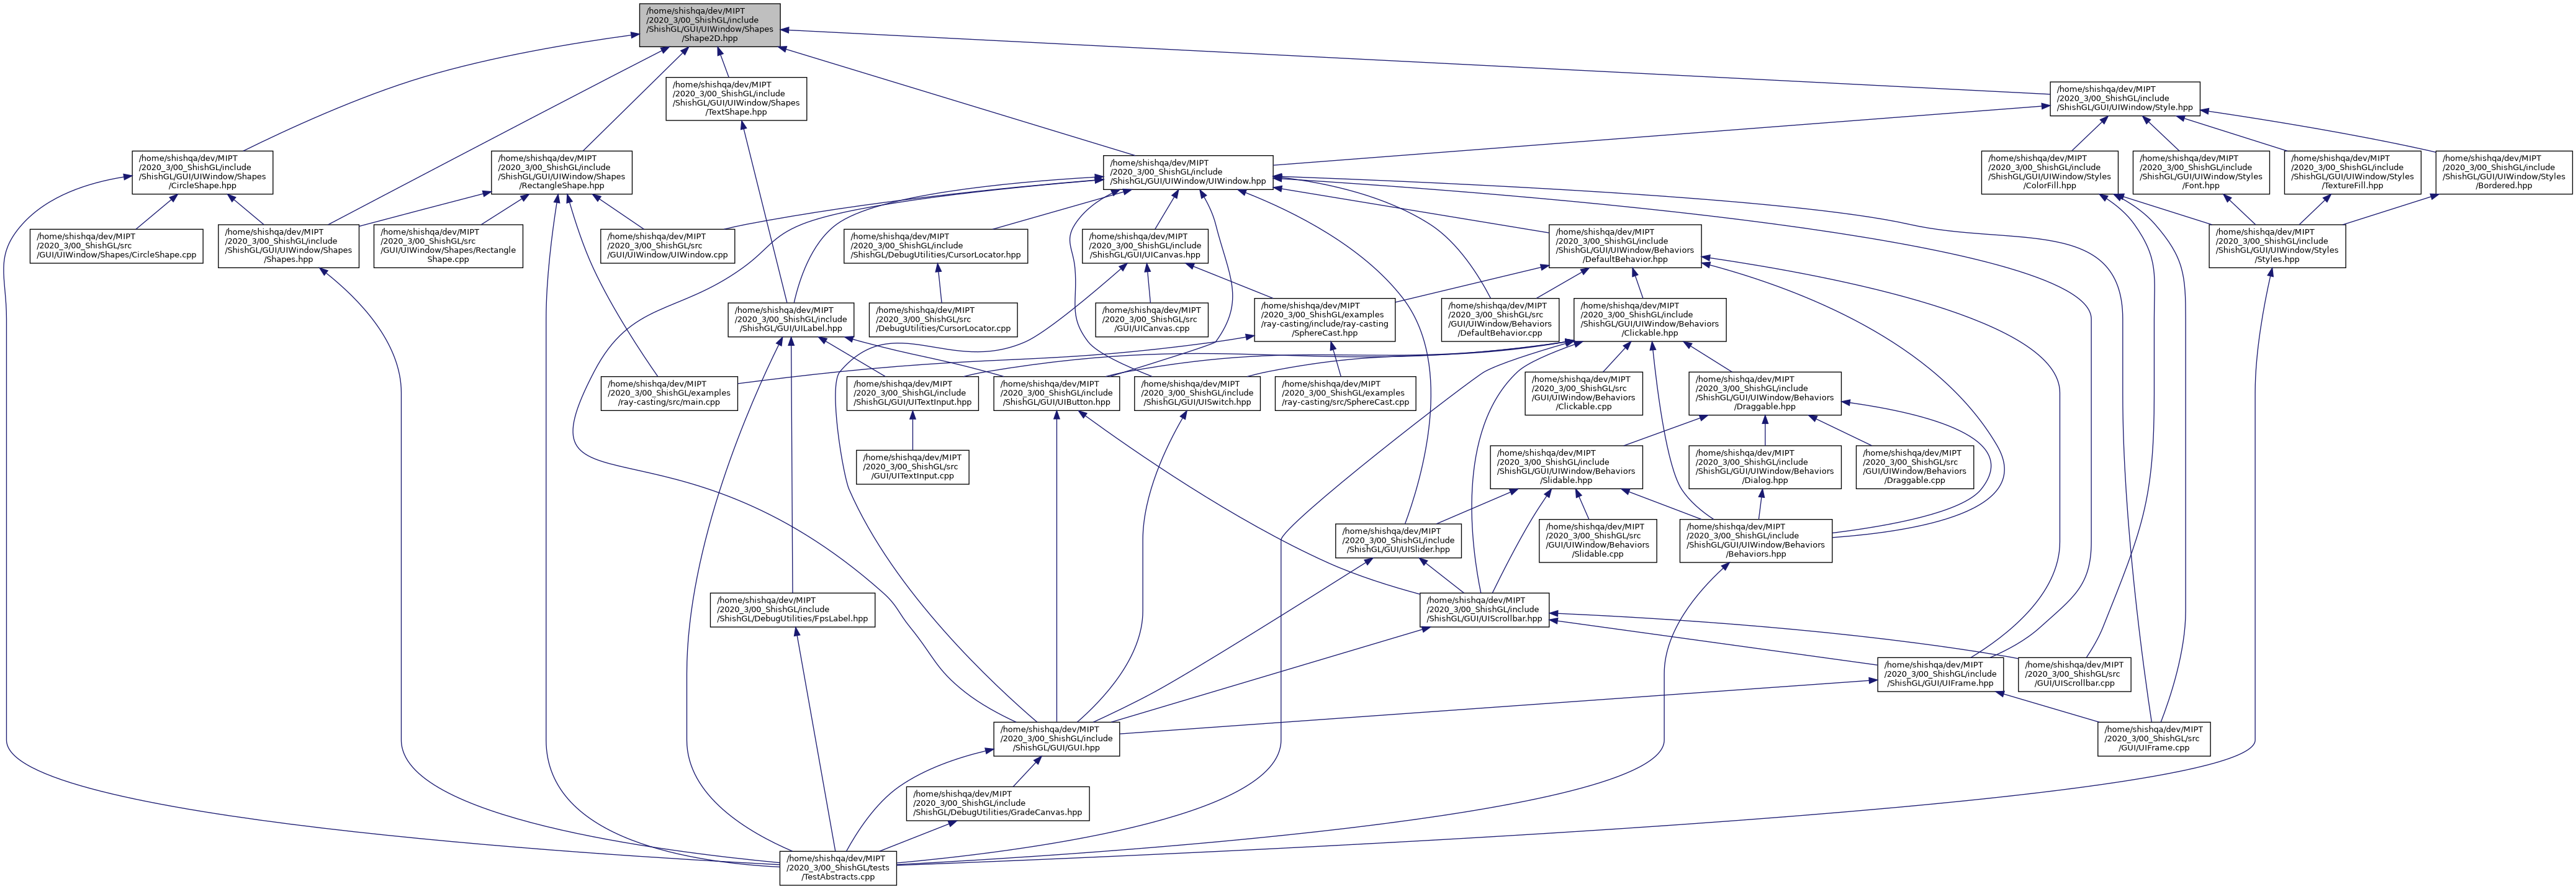 /home/shishqa/dev/MIPT
/2020_3/00_ShishGL/include
/ShishGL/GUI/UIWindow/Shapes
/Shape2D.hpp
/home/shishqa/dev/MIPT
/2020_3/00_ShishGL/include
/ShishGL/GUI/UIWindow/Shapes
/TextShape.hpp
/home/shishqa/dev/MIPT
/2020_3/00_ShishGL/include
/ShishGL/GUI/UIWindow/Style.hpp
/home/shishqa/dev/MIPT
/2020_3/00_ShishGL/include
/ShishGL/GUI/UIWindow/Shapes
/CircleShape.hpp
/home/shishqa/dev/MIPT
/2020_3/00_ShishGL/include
/ShishGL/GUI/UIWindow/Shapes
/RectangleShape.hpp
/home/shishqa/dev/MIPT
/2020_3/00_ShishGL/include
/ShishGL/GUI/UIWindow/UIWindow.hpp
/home/shishqa/dev/MIPT
/2020_3/00_ShishGL/include
/ShishGL/GUI/UIWindow/Styles
/ColorFill.hpp
/home/shishqa/dev/MIPT
/2020_3/00_ShishGL/include
/ShishGL/GUI/UIWindow/Styles
/Font.hpp
/home/shishqa/dev/MIPT
/2020_3/00_ShishGL/include
/ShishGL/GUI/UIWindow/Styles
/TextureFill.hpp
/home/shishqa/dev/MIPT
/2020_3/00_ShishGL/include
/ShishGL/GUI/UIWindow/Styles
/Bordered.hpp
/home/shishqa/dev/MIPT
/2020_3/00_ShishGL/src
/GUI/UIWindow/Shapes/CircleShape.cpp
/home/shishqa/dev/MIPT
/2020_3/00_ShishGL/include
/ShishGL/GUI/UIWindow/Shapes
/Shapes.hpp
/home/shishqa/dev/MIPT
/2020_3/00_ShishGL/src
/GUI/UIWindow/Shapes/Rectangle
Shape.cpp
/home/shishqa/dev/MIPT
/2020_3/00_ShishGL/src
/GUI/UIWindow/UIWindow.cpp
/home/shishqa/dev/MIPT
/2020_3/00_ShishGL/include
/ShishGL/DebugUtilities/CursorLocator.hpp
/home/shishqa/dev/MIPT
/2020_3/00_ShishGL/include
/ShishGL/GUI/UICanvas.hpp
/home/shishqa/dev/MIPT
/2020_3/00_ShishGL/include
/ShishGL/GUI/UIWindow/Behaviors
/DefaultBehavior.hpp
/home/shishqa/dev/MIPT
/2020_3/00_ShishGL/include
/ShishGL/GUI/UIWindow/Styles
/Styles.hpp
/home/shishqa/dev/MIPT
/2020_3/00_ShishGL/include
/ShishGL/GUI/UILabel.hpp
/home/shishqa/dev/MIPT
/2020_3/00_ShishGL/src
/DebugUtilities/CursorLocator.cpp
/home/shishqa/dev/MIPT
/2020_3/00_ShishGL/src
/GUI/UICanvas.cpp
/home/shishqa/dev/MIPT
/2020_3/00_ShishGL/examples
/ray-casting/include/ray-casting
/SphereCast.hpp
/home/shishqa/dev/MIPT
/2020_3/00_ShishGL/src
/GUI/UIWindow/Behaviors
/DefaultBehavior.cpp
/home/shishqa/dev/MIPT
/2020_3/00_ShishGL/include
/ShishGL/GUI/UIWindow/Behaviors
/Clickable.hpp
/home/shishqa/dev/MIPT
/2020_3/00_ShishGL/examples
/ray-casting/src/main.cpp
/home/shishqa/dev/MIPT
/2020_3/00_ShishGL/include
/ShishGL/GUI/UITextInput.hpp
/home/shishqa/dev/MIPT
/2020_3/00_ShishGL/include
/ShishGL/GUI/UIButton.hpp
/home/shishqa/dev/MIPT
/2020_3/00_ShishGL/include
/ShishGL/GUI/UISwitch.hpp
/home/shishqa/dev/MIPT
/2020_3/00_ShishGL/examples
/ray-casting/src/SphereCast.cpp
/home/shishqa/dev/MIPT
/2020_3/00_ShishGL/src
/GUI/UIWindow/Behaviors
/Clickable.cpp
/home/shishqa/dev/MIPT
/2020_3/00_ShishGL/include
/ShishGL/GUI/UIWindow/Behaviors
/Draggable.hpp
/home/shishqa/dev/MIPT
/2020_3/00_ShishGL/src
/GUI/UITextInput.cpp
/home/shishqa/dev/MIPT
/2020_3/00_ShishGL/include
/ShishGL/GUI/UIWindow/Behaviors
/Slidable.hpp
/home/shishqa/dev/MIPT
/2020_3/00_ShishGL/include
/ShishGL/GUI/UIWindow/Behaviors
/Dialog.hpp
/home/shishqa/dev/MIPT
/2020_3/00_ShishGL/src
/GUI/UIWindow/Behaviors
/Draggable.cpp
/home/shishqa/dev/MIPT
/2020_3/00_ShishGL/include
/ShishGL/GUI/UISlider.hpp
/home/shishqa/dev/MIPT
/2020_3/00_ShishGL/src
/GUI/UIWindow/Behaviors
/Slidable.cpp
/home/shishqa/dev/MIPT
/2020_3/00_ShishGL/include
/ShishGL/GUI/UIWindow/Behaviors
/Behaviors.hpp
/home/shishqa/dev/MIPT
/2020_3/00_ShishGL/include
/ShishGL/DebugUtilities/FpsLabel.hpp
/home/shishqa/dev/MIPT
/2020_3/00_ShishGL/include
/ShishGL/GUI/UIScrollbar.hpp
/home/shishqa/dev/MIPT
/2020_3/00_ShishGL/include
/ShishGL/GUI/UIFrame.hpp
/home/shishqa/dev/MIPT
/2020_3/00_ShishGL/src
/GUI/UIScrollbar.cpp
/home/shishqa/dev/MIPT
/2020_3/00_ShishGL/include
/ShishGL/GUI/GUI.hpp
/home/shishqa/dev/MIPT
/2020_3/00_ShishGL/src
/GUI/UIFrame.cpp
/home/shishqa/dev/MIPT
/2020_3/00_ShishGL/include
/ShishGL/DebugUtilities/GradeCanvas.hpp
/home/shishqa/dev/MIPT
/2020_3/00_ShishGL/tests
/TestAbstracts.cpp